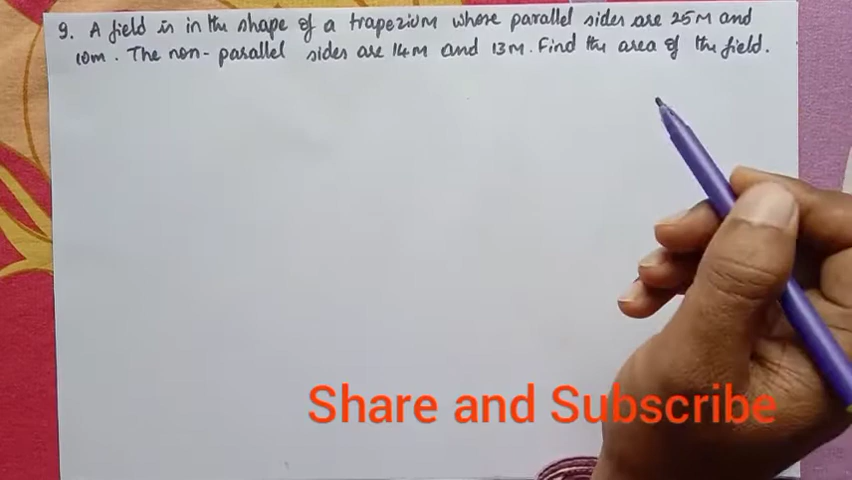 9. A field is in the shape of a trapezium whose parallel sides are 25M and
10m. The non-parallel sides are 14M and 13M. Find the area of the field.
Share and Subscribe